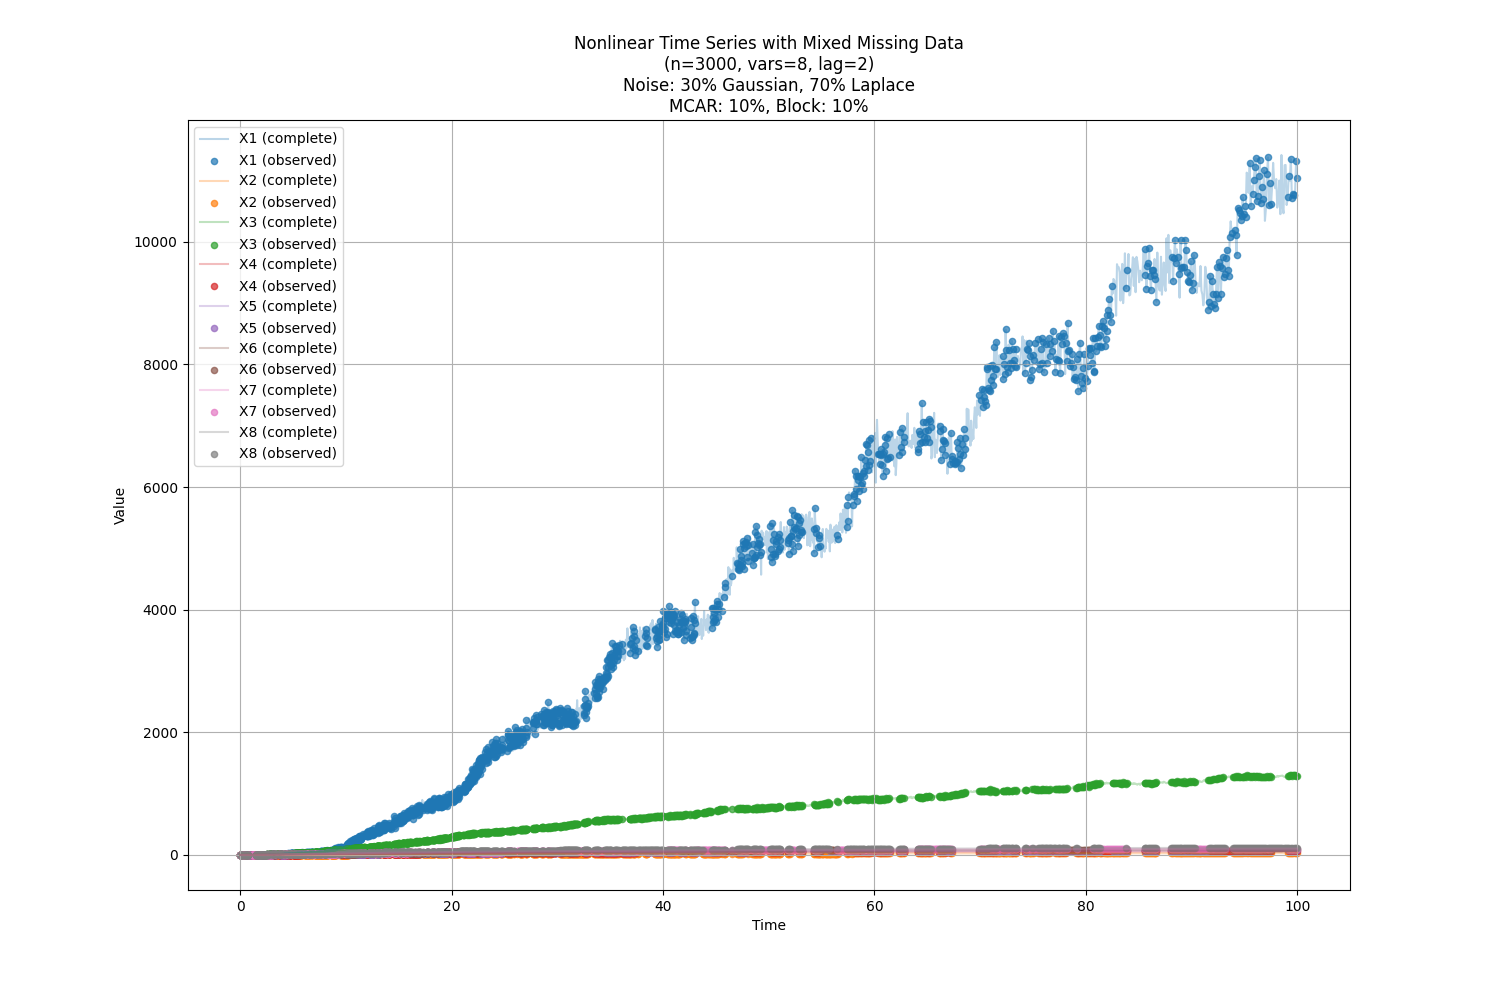 Nonlinear Time Series with Mixed Missing Data
(n=3000, vars=8, lag=2)
Noise: 30% Gaussian, 70% Laplace
MCAR: 10%, Block: 10%
X1 (complete)
X1 (observed)
X2 (complete)
X2 (observed)
X3 (complete)
X3 (observed)
X4 (complete)
X4 (observed)
X5 (complete)
X5 (observed)
X6 (complete)
X6 (observed)
X7 (complete)
X7 (observed)
X8 (complete)
X8 (observed)
Value
10000
8000
6000
4000
2000
0
0 20 40 60 80 100
Time